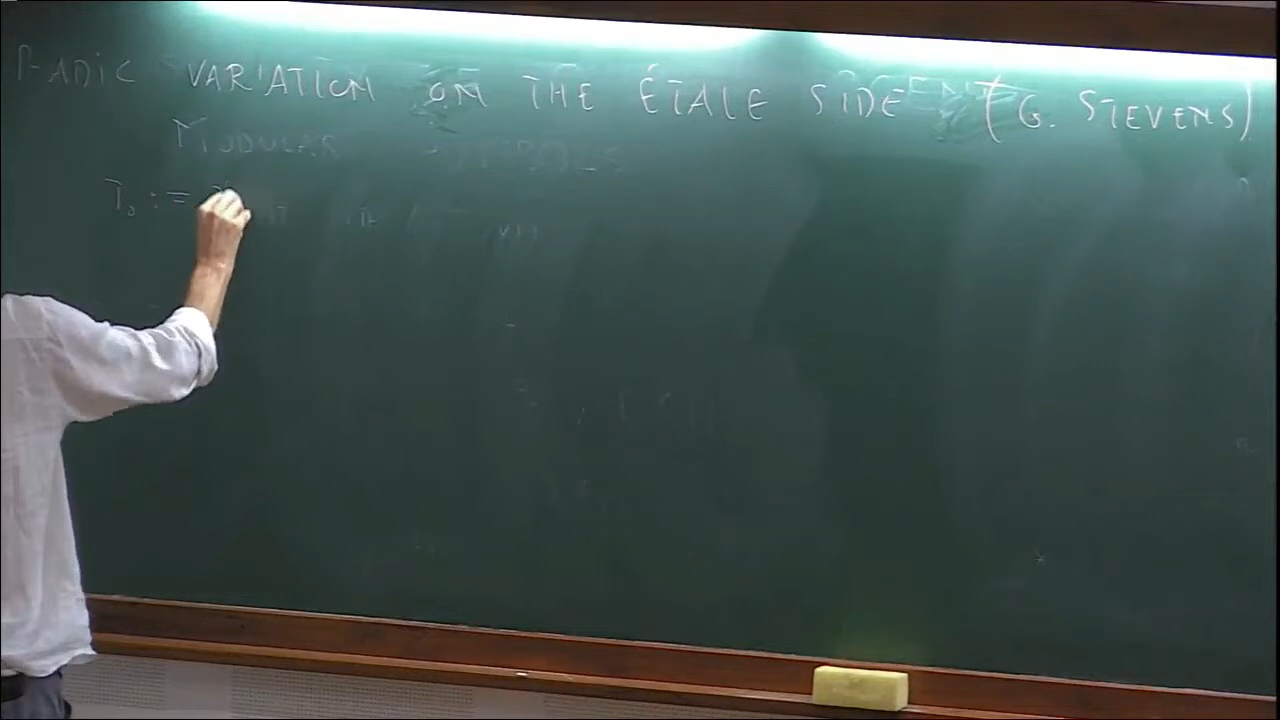 P-ADIC VARIATION ON THE ÉTALE SIDE (G. STEVENS)
MODULAR SYMBOLS
T₀ :=